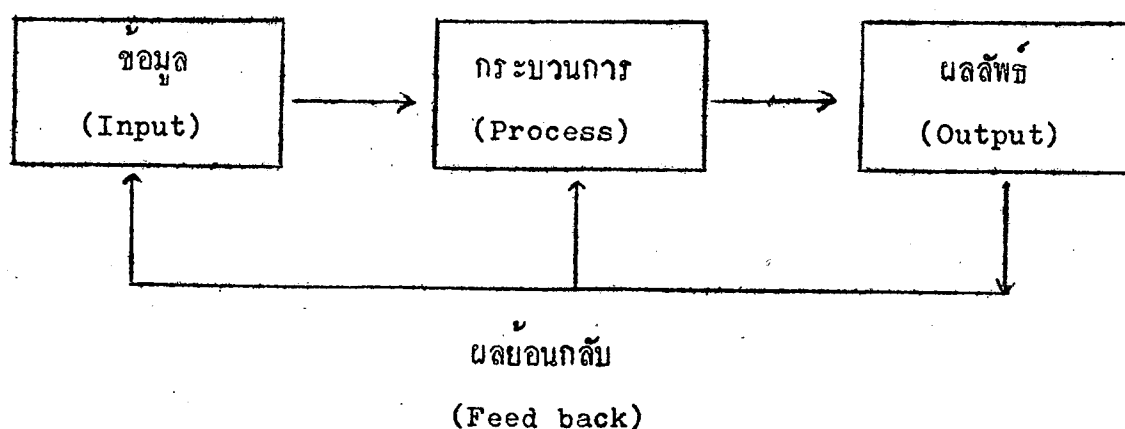 ข้อมูล
(Input)
กระบวนการ
(Process)
ผลลัพธ์
(Output)
ผลย้อนกลับ
(Feed back)